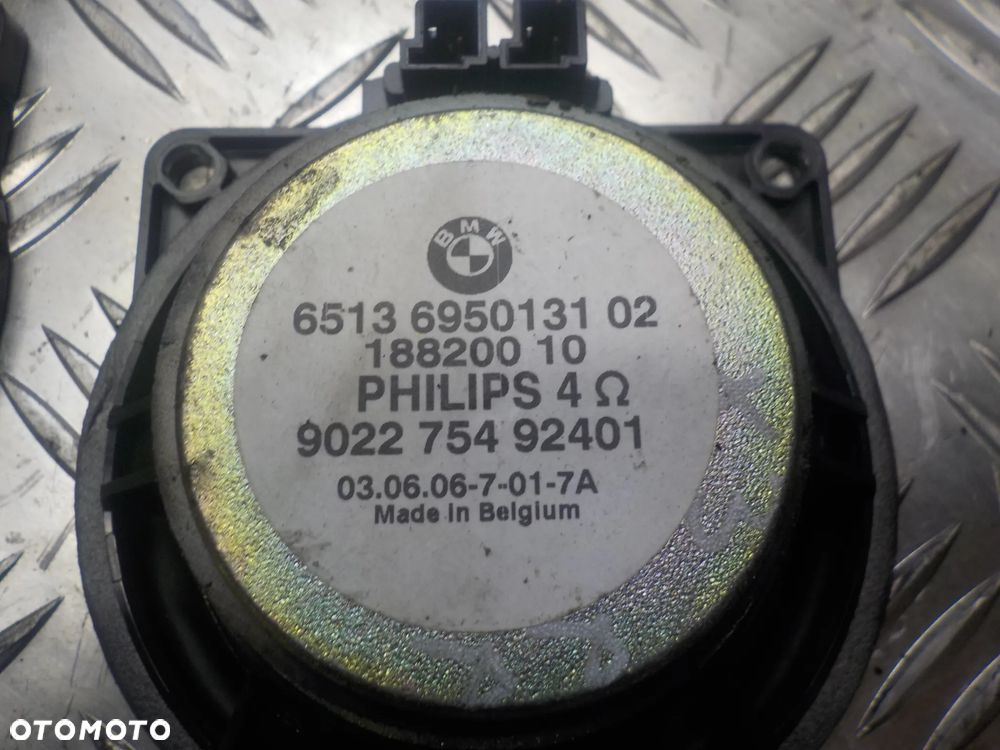 BMW
6513 6950131 02
188200 10
PHILIPS 4 Ω
9022 754 92401
03.06.06-7-01-7A
Made In Belgium
OTOMOTO